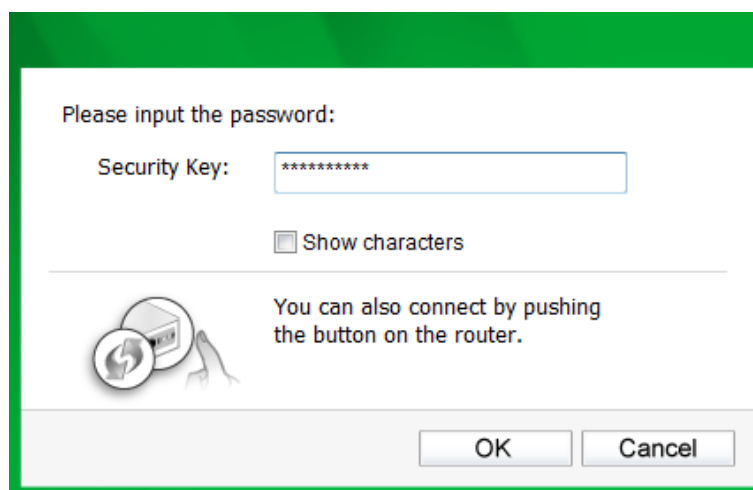 Please input the password:
Security Key: **********
Show characters
You can also connect by pushing
the button on the router.
OK Cancel